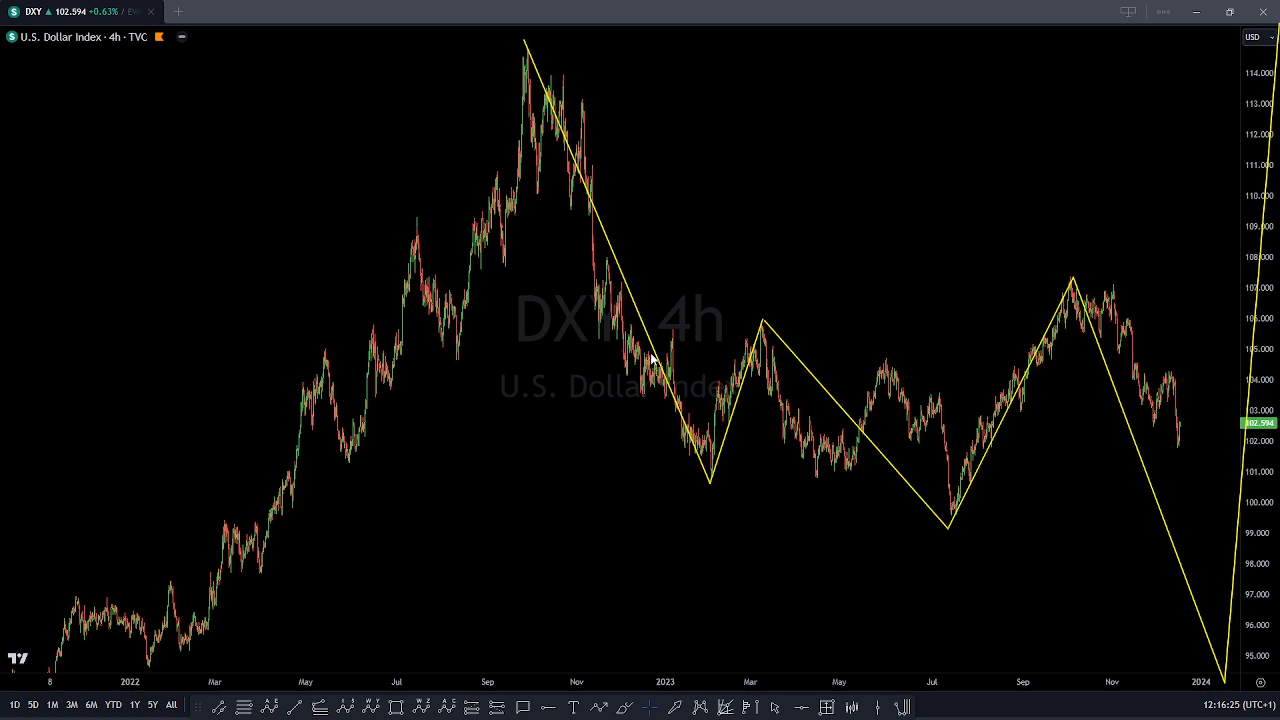 DXY ▲ 102.594 +0.63% / EW
U.S. Dollar Index · 4h · TVC
USD
DXY 4h
U.S. Dollar Index
114.000
113.000
112.000
111.000
110.000
109.000
108.000
107.000
106.000
105.000
104.000
103.000
102.594
102.000
101.000
100.000
99.000
98.000
97.000
96.000
95.000
8 2022 Mar May Jul Sep Nov 2023 Mar May Jul Sep Nov 2024
1D 5D 1M 3M 6M YTD 1Y 5Y All
12:16:25 (UTC+1)